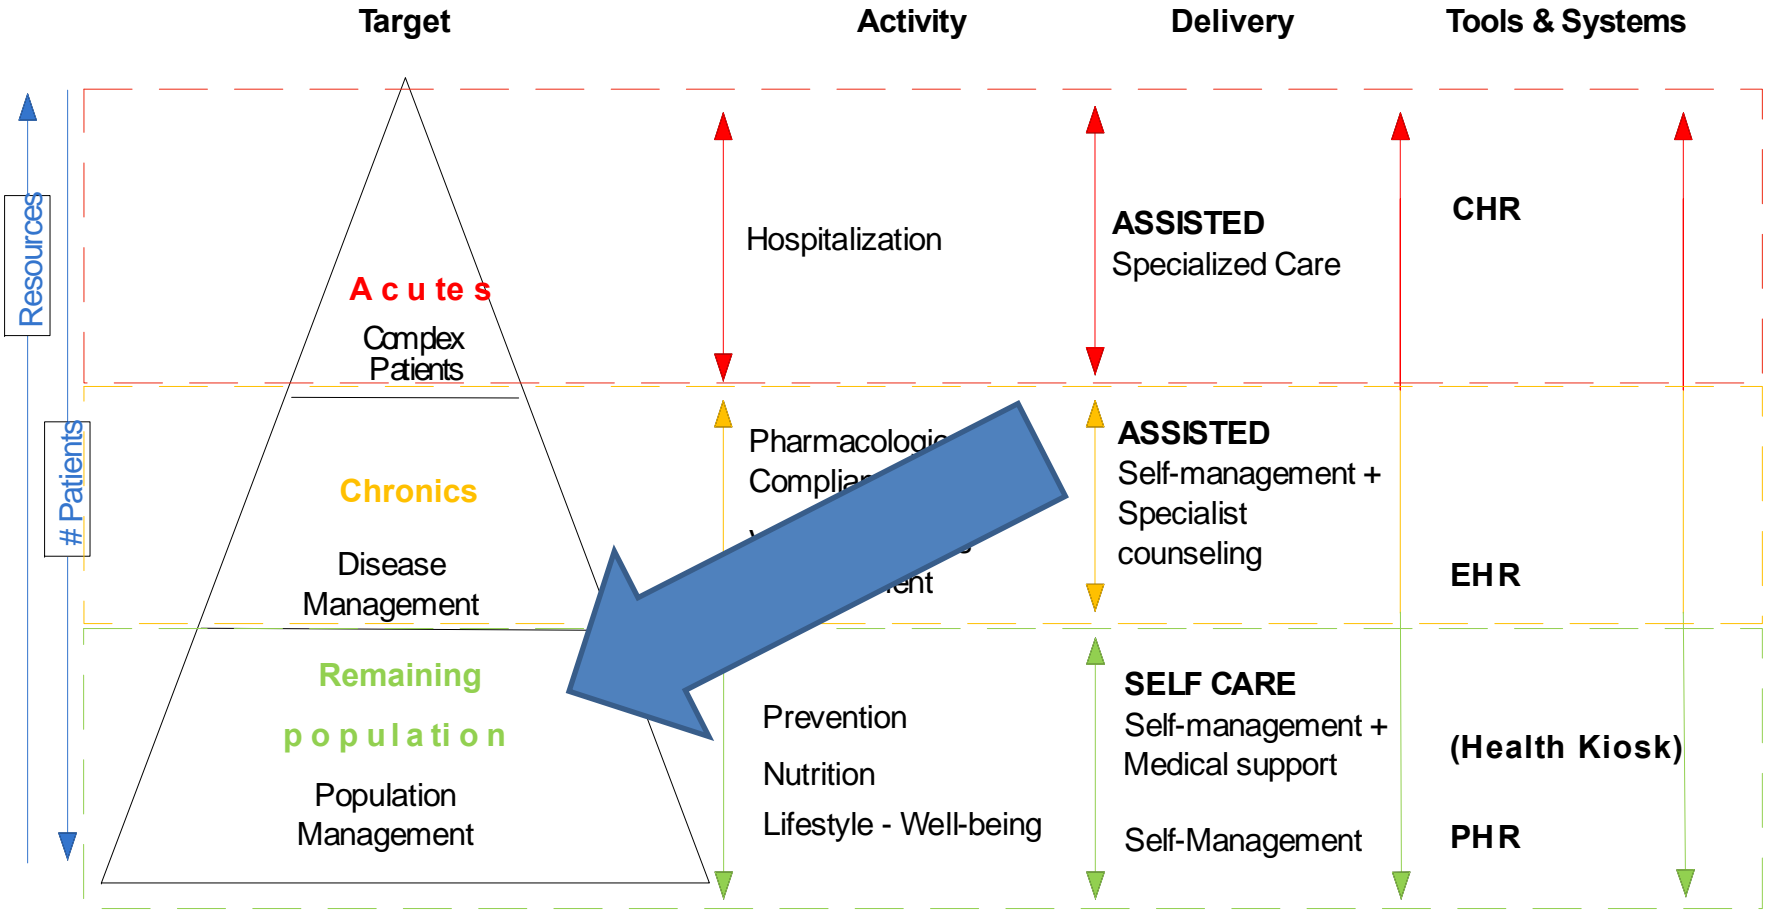 Target Activity Delivery Tools & Systems
Resources
# Patients
Acutes
Complex
Patients
Hospitalization
ASSISTED
Specialized Care
CHR
Chronics
Disease
Management
Pharmacologic
ASSISTED
Self-management +
Specialist
counseling
EHR
Remaining
population
Population
Management
Prevention
Nutrition
Lifestyle - Well-being
SELF CARE
Self-management +
Medical support
Self-Management
(Health Kiosk)
PHR